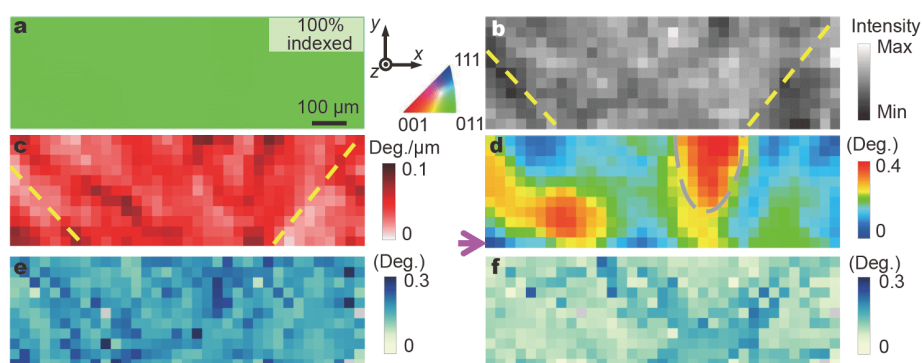 a
100%
indexed
100 μm
y
x
z
111
001
011
b
Intensity
Max
Min
c
Deg./μm
0.1
0
d
(Deg.)
0.4
0
e
(Deg.)
0.3
0
f
(Deg.)
0.3
0